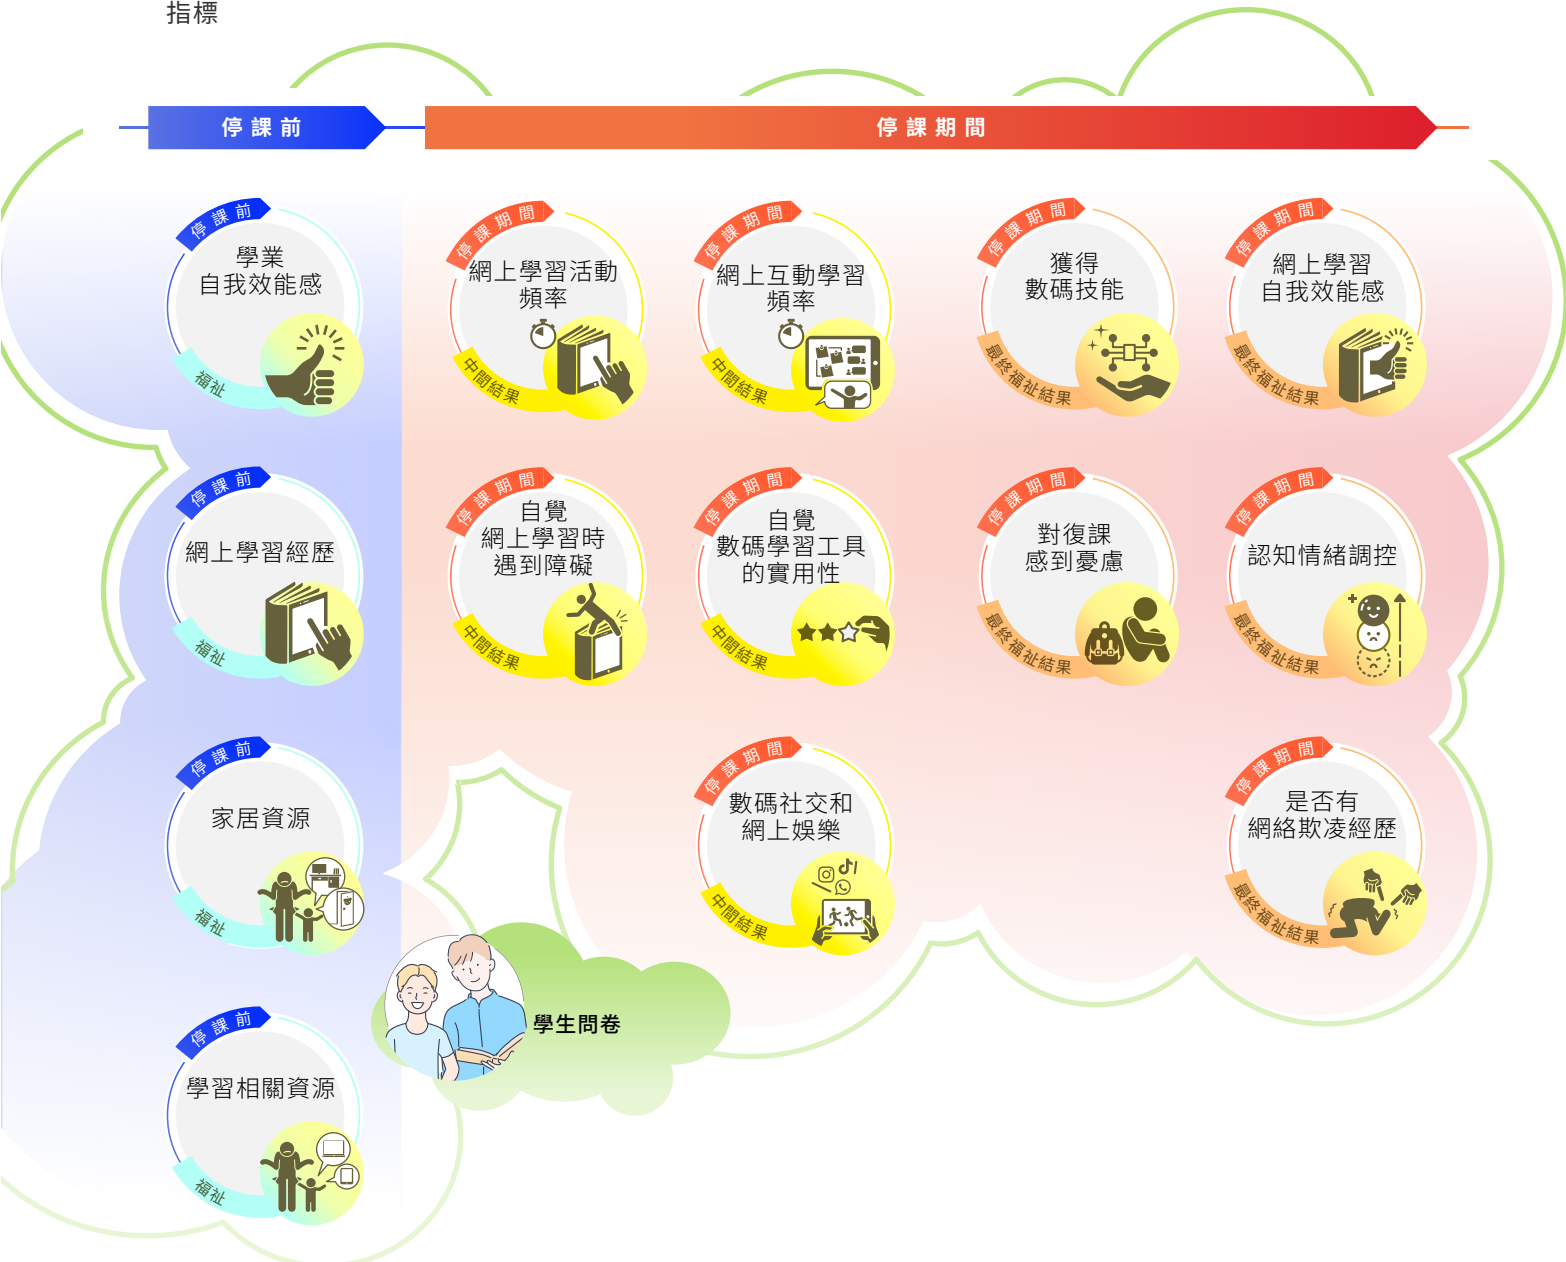 指標
停課前
停課期間
停課前
學業
自我效能感
福祉
停課期間
網上學習活動
頻率
中間結果
停課期間
網上互動學習
頻率
中間結果
停課期間
獲得
數碼技能
最終福祉結果
停課期間
網上學習
自我效能感
最終福祉結果
停課前
網上學習經歷
福祉
停課期間
自覺
網上學習時
遇到障礙
中間結果
停課期間
自覺
數碼學習工具
的實用性
中間結果
停課期間
對復課
感到憂慮
最終福祉結果
停課期間
認知情緒調控
最終福祉結果
停課前
家居資源
福祉
停課期間
數碼社交和
網上娛樂
中間結果
停課期間
是否有
網絡欺凌經歷
最終福祉結果
學生問卷
停課前
學習相關資源
福祉